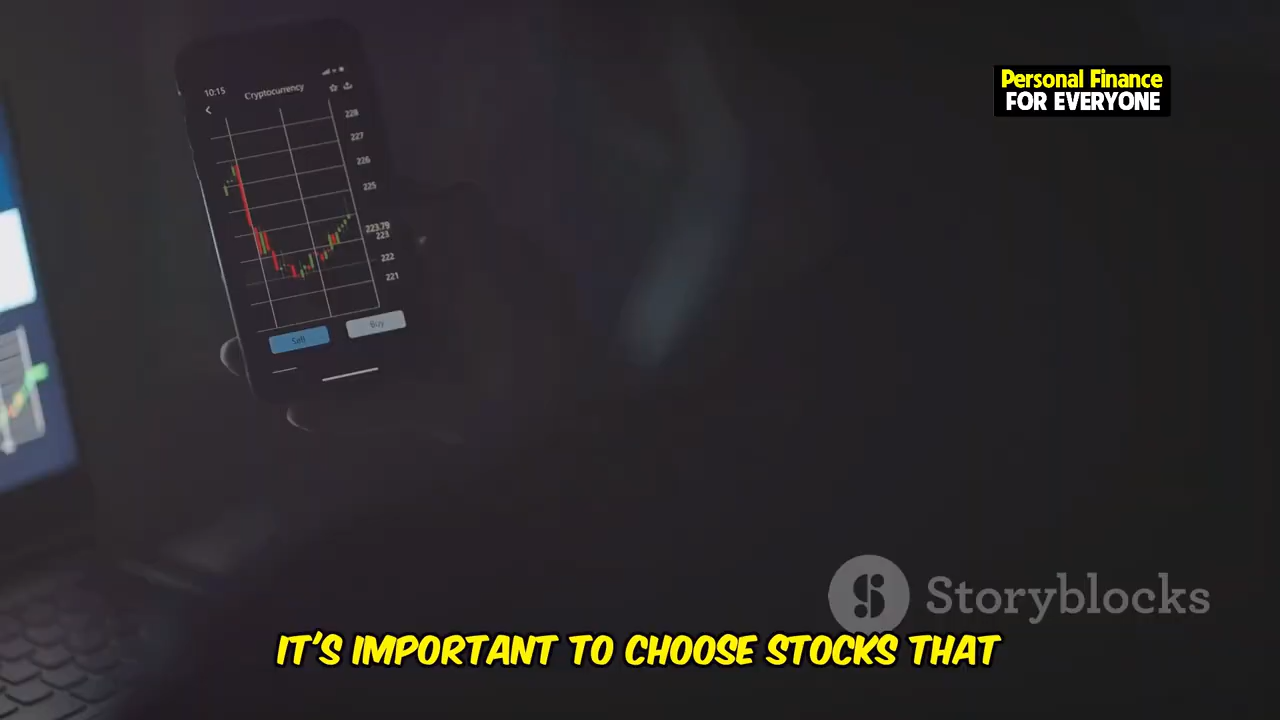 Personal Finance
FOR EVERYONE
10:15
Cryptocurrency
228
227
226
225
223.79
223
222
221
Sell
Buy
Storyblocks
IT'S IMPORTANT TO CHOOSE STOCKS THAT